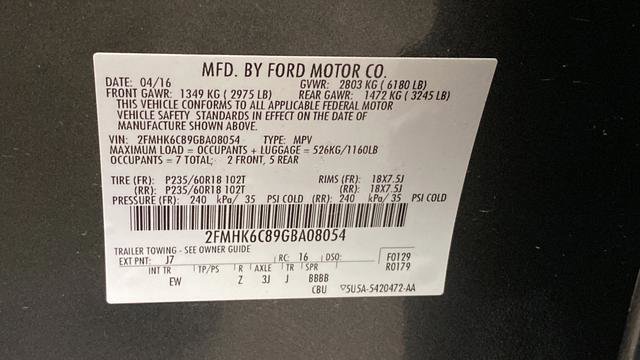 MFD. BY FORD MOTOR CO.
DATE: 04/16 GVWR: 2803 KG ( 6180 LB)
FRONT GAWR: 1349 KG ( 2975 LB) REAR GAWR: 1472 KG ( 3245 LB)
THIS VEHICLE CONFORMS TO ALL APPLICABLE FEDERAL MOTOR
VEHICLE SAFETY STANDARDS IN EFFECT ON THE DATE OF
MANUFACTURE SHOWN ABOVE.
VIN: 2FMHK6C89GBA08054 TYPE: MPV
MAXIMUM LOAD = OCCUPANTS + LUGGAGE = 526KG/1160LB
OCCUPANTS = 7 TOTAL; 2 FRONT, 5 REAR
TIRE (FR): P235/60R18 102T RIMS (FR): 18X7.5J
(RR): P235/60R18 102T (RR): 18X7.5J
PRESSURE (FR): 240 kPa/ 35 PSI COLD (RR): 240 kPa/ 35 PSI COLD
2FMHK6C89GBA08054
TRAILER TOWING - SEE OWNER GUIDE
EXT PNT: J7 RC: 16 DSO: F0129
R0179
INT TR TP/PS R AXLE TR SPR
EW Z 3J J BBBB
CBU ▽5U5A-5420472-AA